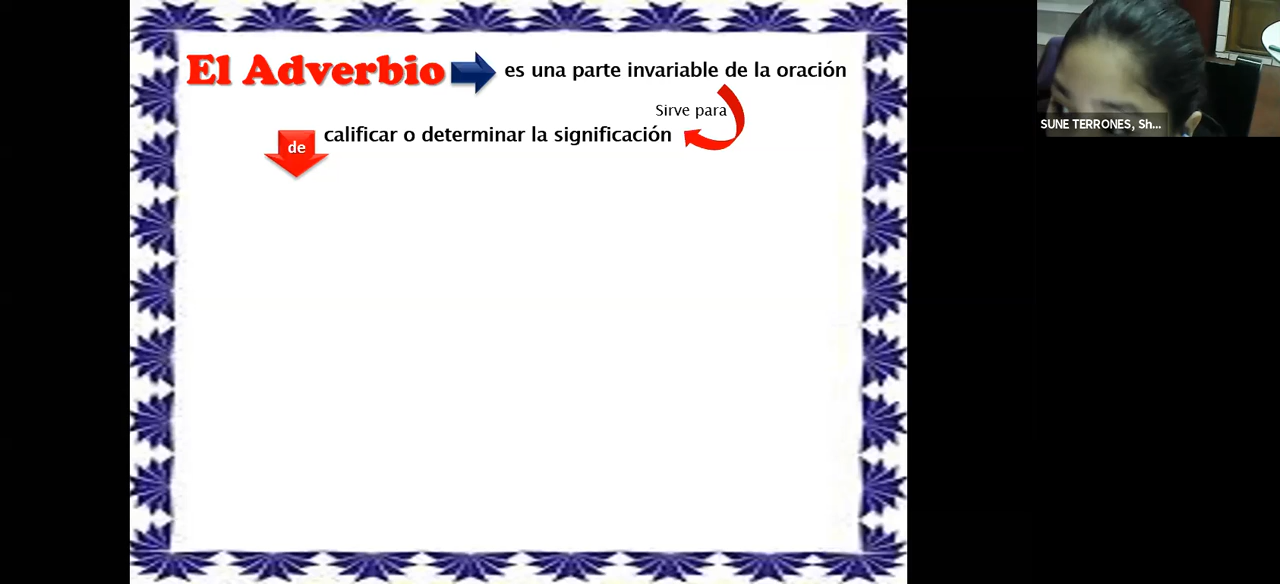 El Adverbio es una parte invariable de la oración
Sirve para
calificar o determinar la significación
de
SUNE TERRONES, Sh...